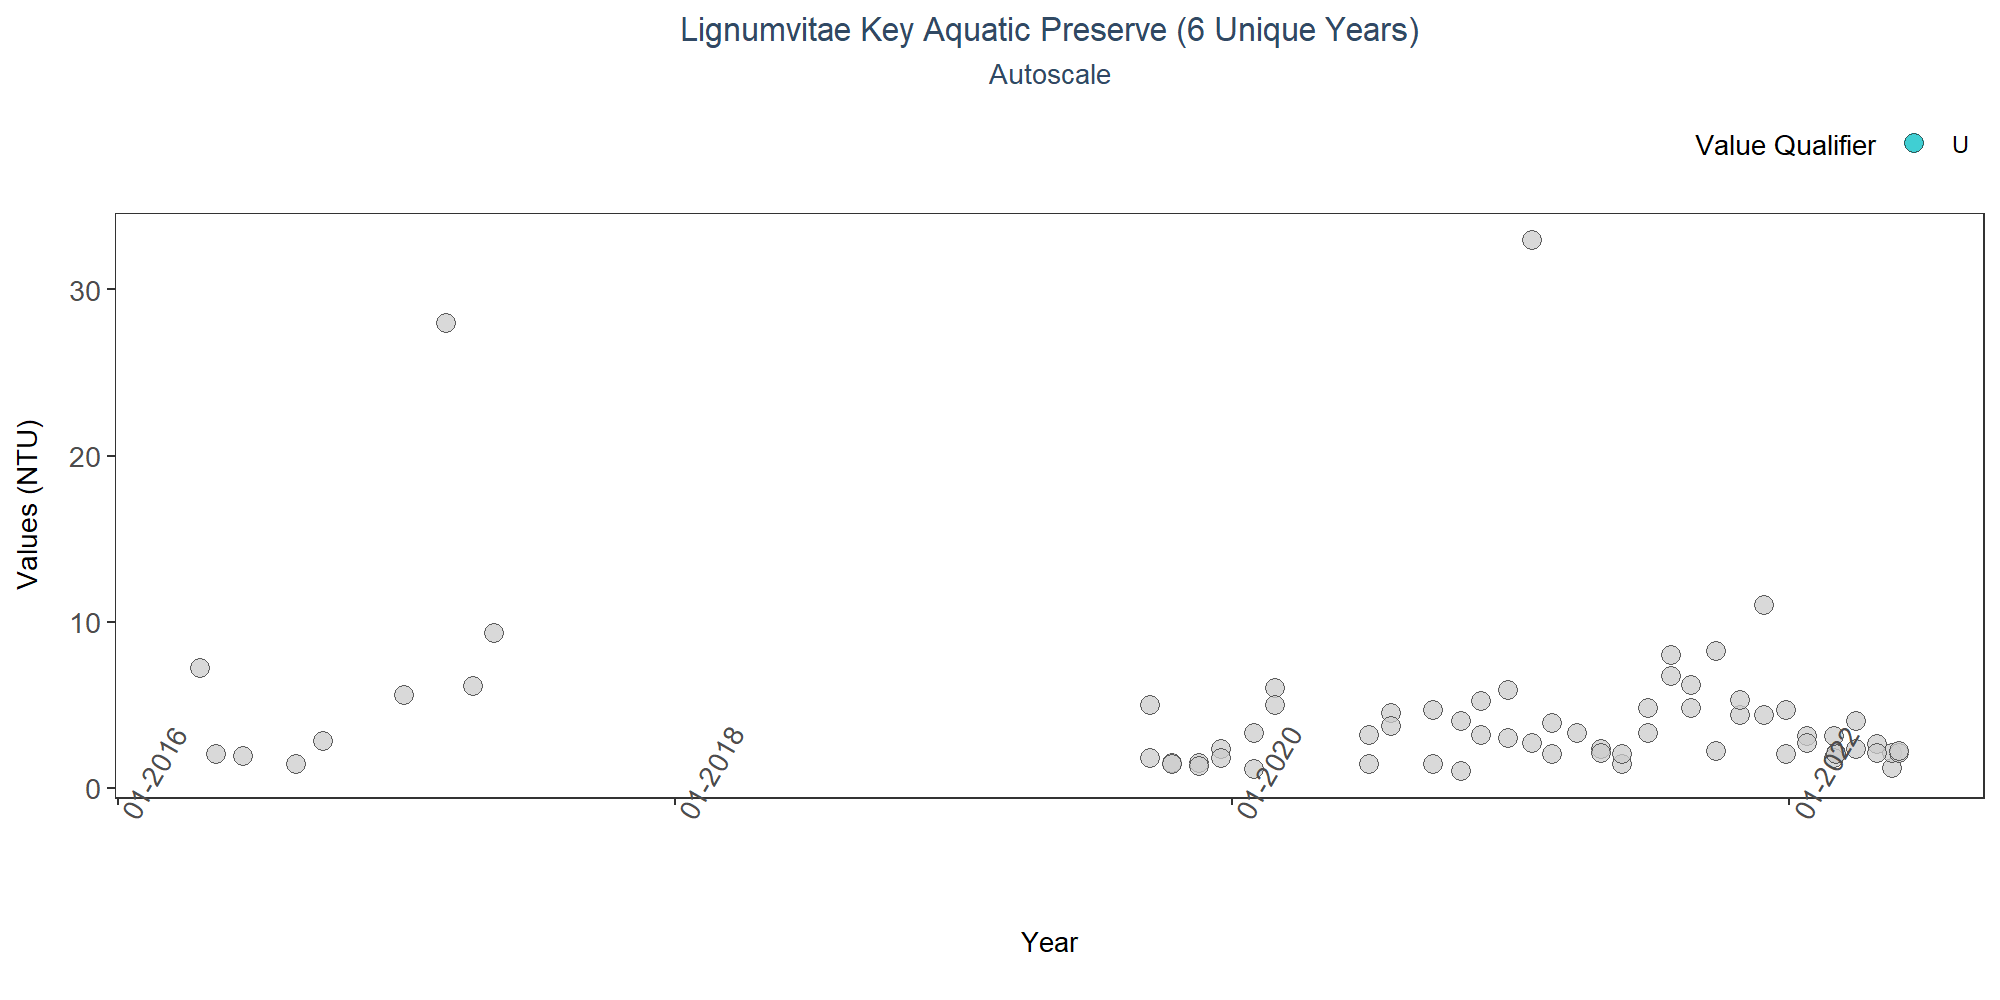 Lignumvitae Key Aquatic Preserve (6 Unique Years)
Autoscale
Value Qualifier U
Values (NTU)
30
20
10
0
01-2016
01-2018
01-2020
01-2022
Year